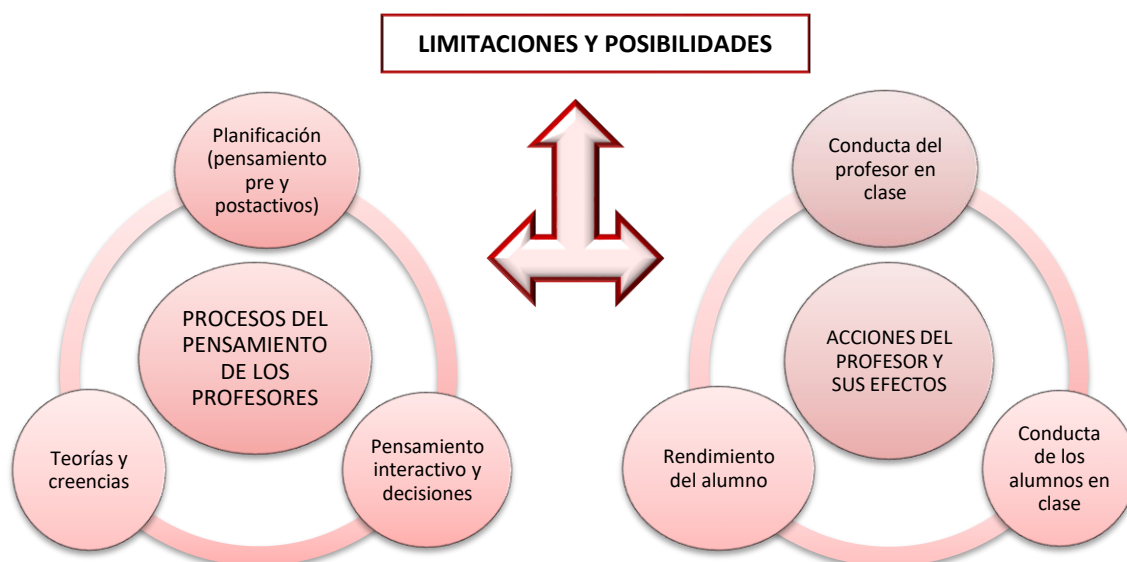 LIMITACIONES Y POSIBILIDADES
Planificación
(pensamiento
pre y
postactivos)
PROCESOS DEL
PENSAMIENTO
DE LOS
PROFESORES
Teorías y
creencias
Pensamiento
interactivo y
decisiones
Conducta del
profesor en
clase
ACCIONES DEL
PROFESOR Y
SUS EFECTOS
Rendimiento
del alumno
Conducta
de los
alumnos en
clase